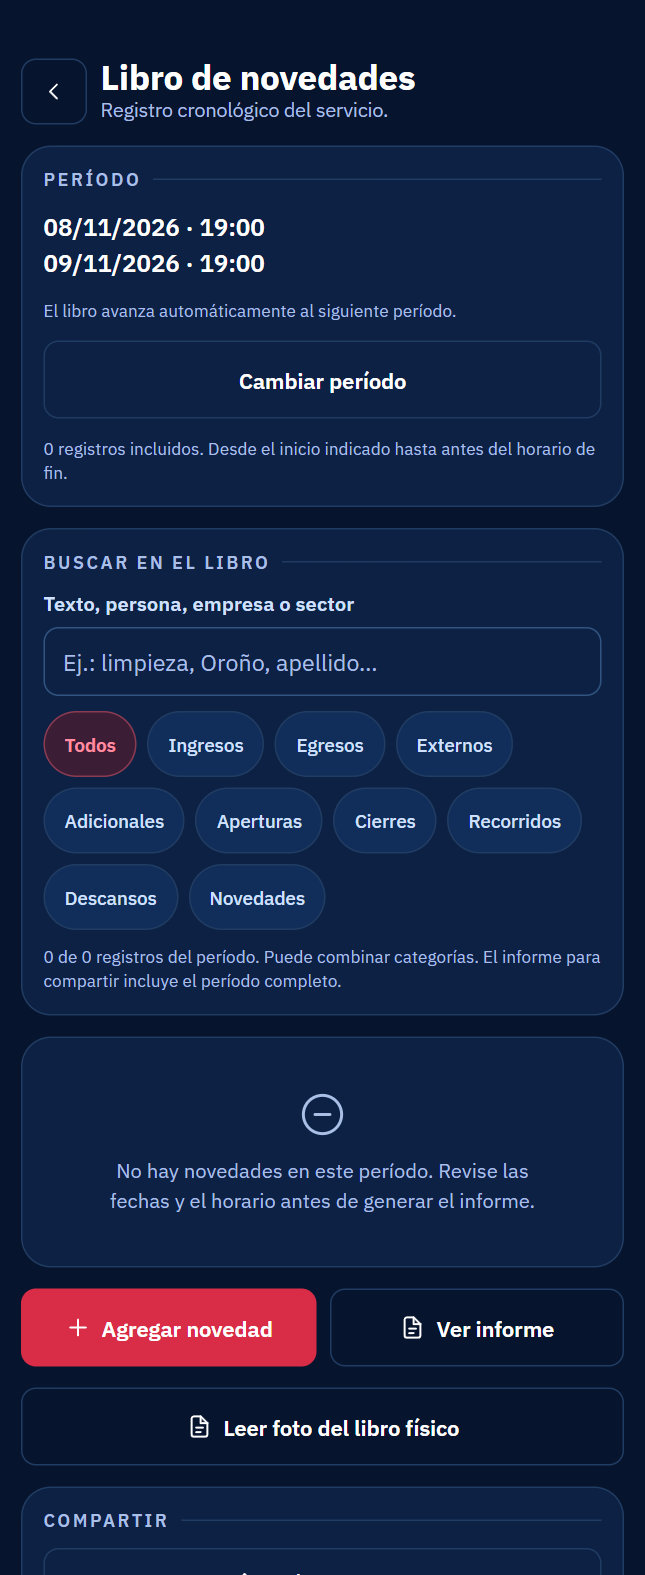 Libro de novedades
Registro cronológico del servicio.
PERÍODO
08/11/2026 · 19:00
09/11/2026 · 19:00
El libro avanza automáticamente al siguiente período.
Cambiar período
0 registros incluidos. Desde el inicio indicado hasta antes del horario de
fin.
BUSCAR EN EL LIBRO
Texto, persona, empresa o sector
Ej.: limpieza, Oroño, apellido...
Todos
Ingresos
Egresos
Externos
Adicionales
Aperturas
Cierres
Recorridos
Descansos
Novedades
0 de 0 registros del período. Puede combinar categorías. El informe para
compartir incluye el período completo.
No hay novedades en este período. Revise las
fechas y el horario antes de generar el informe.
Agregar novedad
Ver informe
Leer foto del libro físico
COMPARTIR